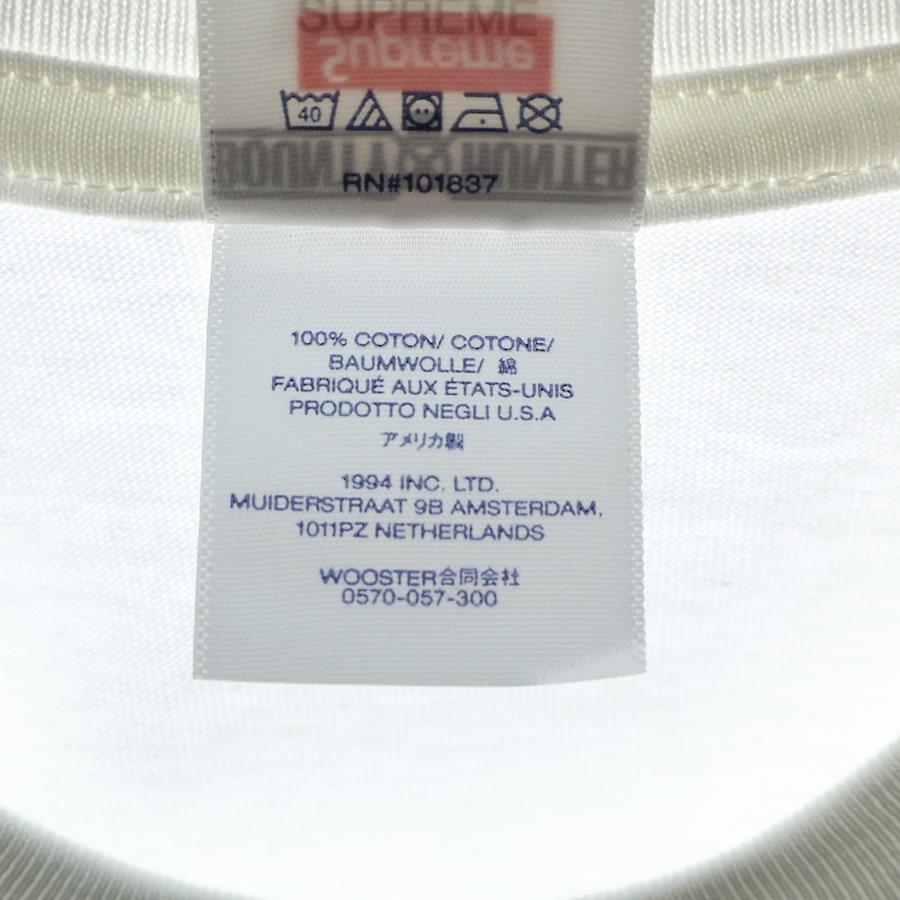 SUPREME
Supreme
40
BOUNTY HUNTER
RN#101837
100% COTON/ COTONE/
BAUMWOLLE/ 綿
FABRIQUÉ AUX ÉTATS-UNIS
PRODOTTO NEGLI U.S.A
アメリカ製
1994 INC. LTD.
MUIDERSTRAAT 9B AMSTERDAM,
1011PZ NETHERLANDS
WOOSTER合同会社
0570-057-300